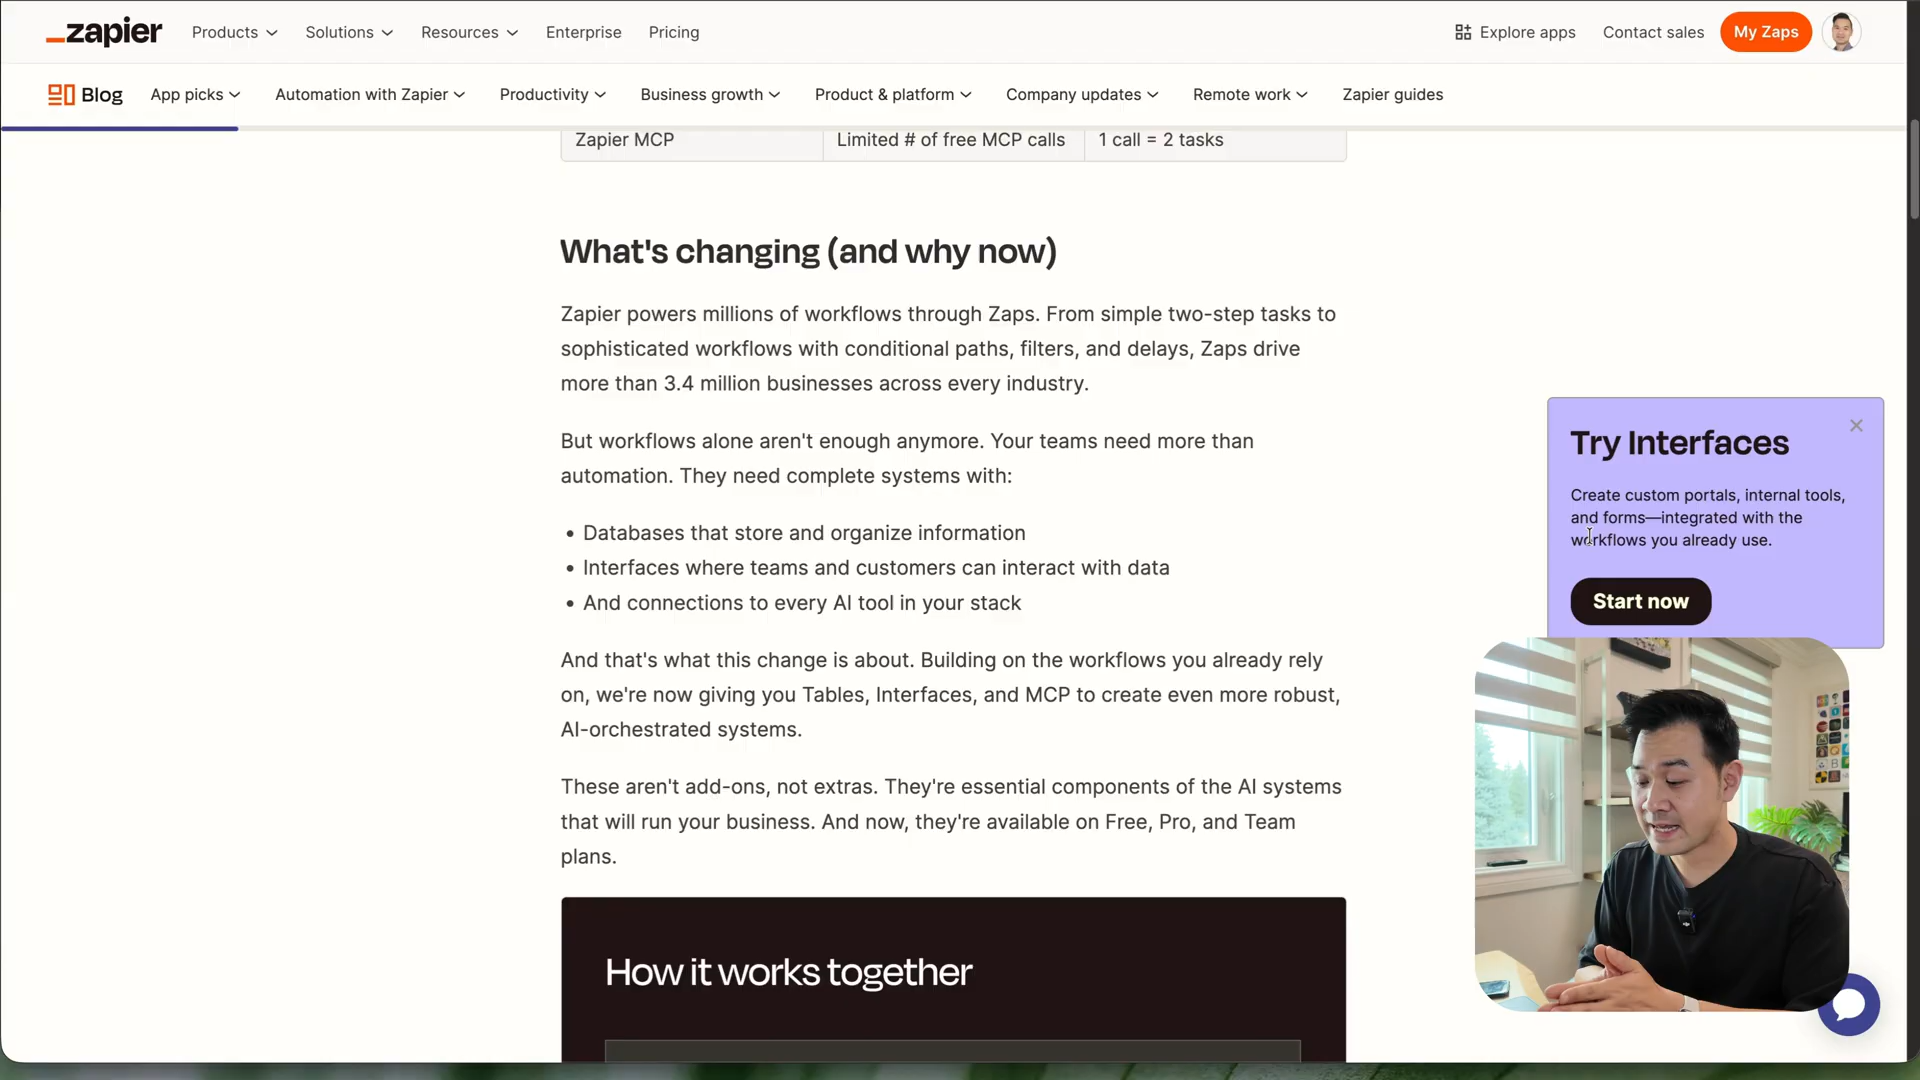 zapier
Products
Solutions
Resources
Enterprise
Pricing
Explore apps
Contact sales
My Zaps
Blog
App picks
Automation with Zapier
Productivity
Business growth
Product & platform
Company updates
Remote work
Zapier guides
Zapier MCP
Limited # of free MCP calls
1 call = 2 tasks
What's changing (and why now)
Zapier powers millions of workflows through Zaps. From simple two-step tasks to
sophisticated workflows with conditional paths, filters, and delays, Zaps drive
more than 3.4 million businesses across every industry.
But workflows alone aren't enough anymore. Your teams need more than
automation. They need complete systems with:
• Databases that store and organize information
• Interfaces where teams and customers can interact with data
• And connections to every AI tool in your stack
And that's what this change is about. Building on the workflows you already rely
on, we're now giving you Tables, Interfaces, and MCP to create even more robust,
AI-orchestrated systems.
These aren't add-ons, not extras. They're essential components of the AI systems
that will run your business. And now, they're available on Free, Pro, and Team
plans.
How it works together
Try Interfaces
Create custom portals, internal tools,
and forms—integrated with the
workflows you already use.
Start now